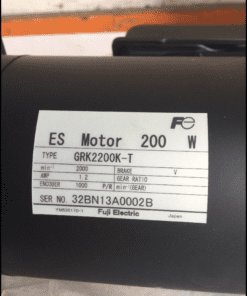 Fe
ES Motor 200 W
TYPE GRK2200K-T
min⁻¹ 2000 BRAKE V
AMP 1.2 GEAR RATIO
ENCODER 1000 P/R min⁻¹(GEAR)
SER NO. 32BN13A0002B
Fuji Electric Japan